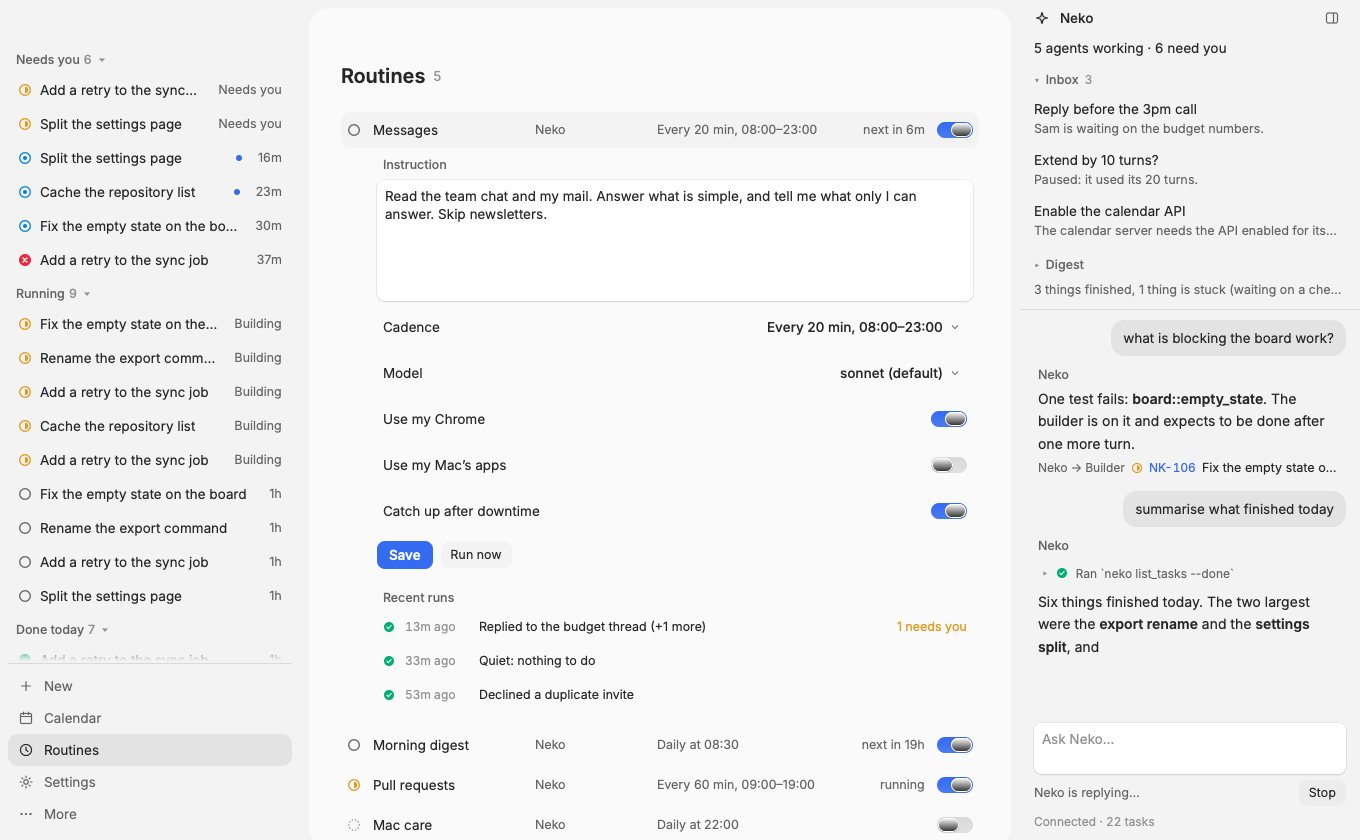 Needs you 6
Add a retry to the sync... Needs you
Split the settings page Needs you
Split the settings page 16m
Cache the repository list 23m
Fix the empty state on the bo... 30m
Add a retry to the sync job 37m
Running 9
Fix the empty state on the... Building
Rename the export comm... Building
Add a retry to the sync job Building
Cache the repository list Building
Add a retry to the sync job Building
Fix the empty state on the board 1h
Rename the export command 1h
Add a retry to the sync job 1h
Split the settings page 1h
Done today 7
Add a retry to the sync job 1h
New
Calendar
Routines
Settings
More
Routines 5
Messages Neko Every 20 min, 08:00–23:00 next in 6m
Instruction
Read the team chat and my mail. Answer what is simple, and tell me what only I can
answer. Skip newsletters.
Cadence Every 20 min, 08:00–23:00
Model sonnet (default)
Use my Chrome
Use my Mac’s apps
Catch up after downtime
Save Run now
Recent runs
13m ago Replied to the budget thread (+1 more) 1 needs you
33m ago Quiet: nothing to do
53m ago Declined a duplicate invite
Morning digest Neko Daily at 08:30 next in 19h
Pull requests Neko Every 60 min, 09:00–19:00 running
Mac care Neko Daily at 22:00
Neko
5 agents working · 6 need you
Inbox 3
Reply before the 3pm call
Sam is waiting on the budget numbers.
Extend by 10 turns?
Paused: it used its 20 turns.
Enable the calendar API
The calendar server needs the API enabled for its...
Digest
3 things finished, 1 thing is stuck (waiting on a che...
what is blocking the board work?
Neko
One test fails: board::empty_state. The
builder is on it and expects to be done after
one more turn.
Neko → Builder NK-106 Fix the empty state o...
summarise what finished today
Neko
Ran `neko list_tasks --done`
Six things finished today. The two largest
were the export rename and the settings
split, and
Ask Neko...
Neko is replying... Stop
Connected · 22 tasks